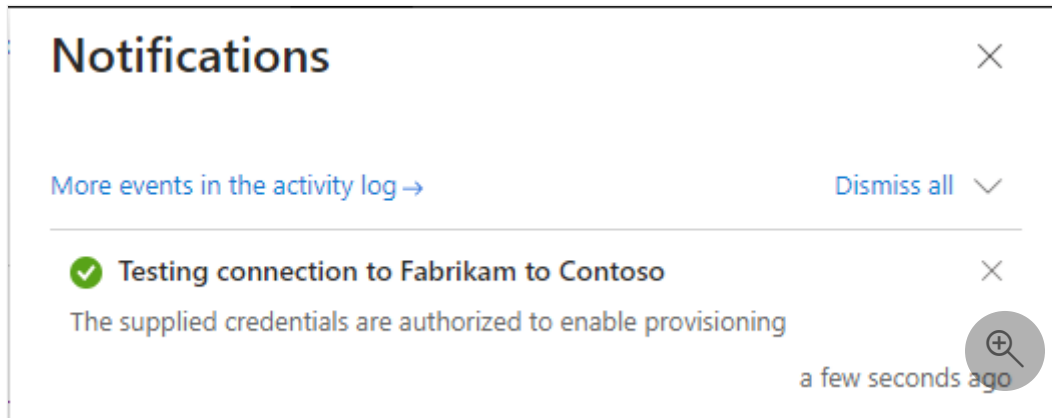 Notifications
More events in the activity log →
Dismiss all
Testing connection to Fabrikam to Contoso
The supplied credentials are authorized to enable provisioning
a few seconds ago